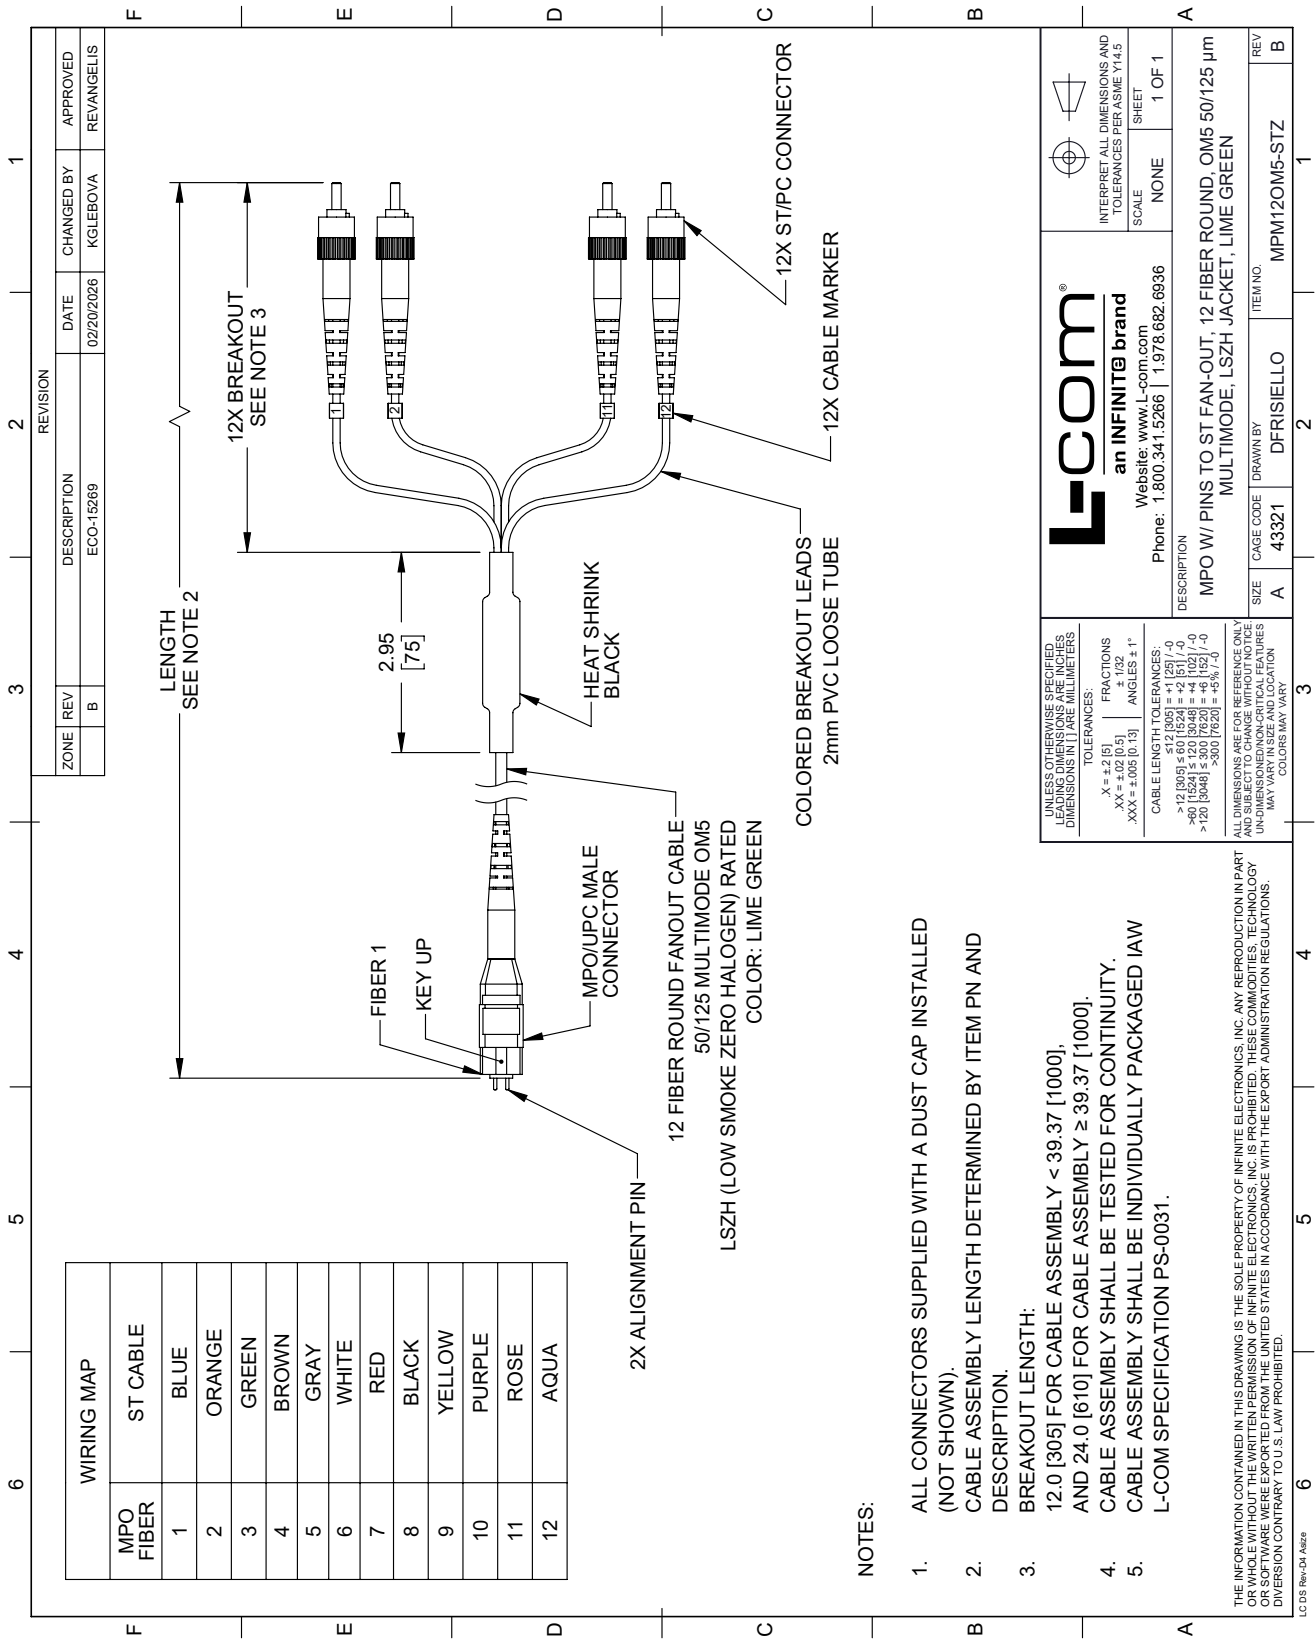 REVISION
ZONE REV DESCRIPTION DATE CHANGED BY APPROVED
B ECO-15269 02/20/2026 KGLEBOVA REVANGELIS
WIRING MAP
MPO FIBER ST CABLE
1 BLUE
2 ORANGE
3 GREEN
4 BROWN
5 GRAY
6 WHITE
7 RED
8 BLACK
9 YELLOW
10 PURPLE
11 ROSE
12 AQUA
LENGTH
SEE NOTE 2
12X BREAKOUT
SEE NOTE 3
2.95
[75]
FIBER 1
KEY UP
1
2
11
12
2X ALIGNMENT PIN
MPO/UPC MALE
CONNECTOR
HEAT SHRINK
BLACK
12X ST/PC CONNECTOR
12X CABLE MARKER
12 FIBER ROUND FANOUT CABLE
50/125 MULTIMODE OM5
LSZH (LOW SMOKE ZERO HALOGEN) RATED
COLOR: LIME GREEN
COLORED BREAKOUT LEADS
2mm PVC LOOSE TUBE
NOTES:
1. ALL CONNECTORS SUPPLIED WITH A DUST CAP INSTALLED
(NOT SHOWN).
2. CABLE ASSEMBLY LENGTH DETERMINED BY ITEM PN AND
DESCRIPTION.
3. BREAKOUT LENGTH:
12.0 [305] FOR CABLE ASSEMBLY < 39.37 [1000],
AND 24.0 [610] FOR CABLE ASSEMBLY ≥ 39.37 [1000].
4. CABLE ASSEMBLY SHALL BE TESTED FOR CONTINUITY.
5. CABLE ASSEMBLY SHALL BE INDIVIDUALLY PACKAGED IAW
L-COM SPECIFICATION PS-0031.
THE INFORMATION CONTAINED IN THIS DRAWING IS THE SOLE PROPERTY OF INFINITE ELECTRONICS, INC. ANY REPRODUCTION IN PART
OR WHOLE WITHOUT THE WRITTEN PERMISSION OF INFINITE ELECTRONICS, INC. IS PROHIBITED. THESE COMMODITIES, TECHNOLOGY
OR SOFTWARE WERE EXPORTED FROM THE UNITED STATES IN ACCORDANCE WITH THE EXPORT ADMINISTRATION REGULATIONS.
DIVERSION CONTRARY TO U.S. LAW PROHIBITED.
UNLESS OTHERWISE SPECIFIED
LEADING DIMENSIONS ARE INCHES
DIMENSIONS IN [ ] ARE MILLIMETERS
TOLERANCES:
.X = ±.2 [5] FRACTIONS
.XX = ±.02 [0.5] ± 1/32
.XXX = ±.005 [0.13] ANGLES ± 1°
CABLE LENGTH TOLERANCES:
≤12 [305] = +1 [25] / -0
>12 [305] ≤ 60 [1524] = +2 [51] / -0
>60 [1524] ≤ 120 [3048] = +4 [102] / -0
>120 [3048] ≤ 300 [7620] = +6 [152] / -0
>300 [7620] = +5% / -0
ALL DIMENSIONS ARE FOR REFERENCE ONLY
AND SUBJECT TO CHANGE WITHOUT NOTICE.
UN-DIMENSIONED/NON-CRITICAL FEATURES
MAY VARY IN SIZE AND LOCATION
COLORS MAY VARY
L-com®
an INFINIT@ brand
Website: www.L-com.com
Phone: 1.800.341.5266 | 1.978.682.6936
INTERPRET ALL DIMENSIONS AND
TOLERANCES PER ASME Y14.5
SCALE NONE SHEET 1 OF 1
DESCRIPTION
MPO W/ PINS TO ST FAN-OUT, 12 FIBER ROUND, OM5 50/125 µm
MULTIMODE, LSZH JACKET, LIME GREEN
SIZE CAGE CODE DRAWN BY ITEM NO. REV
A 43321 DFRISIELLO MPM12OM5-STZ B
6 5 4 3 2 1
6 5 4 3 2 1
F E D C B A
F E D C B A
LC DS Rev-D4 Asize